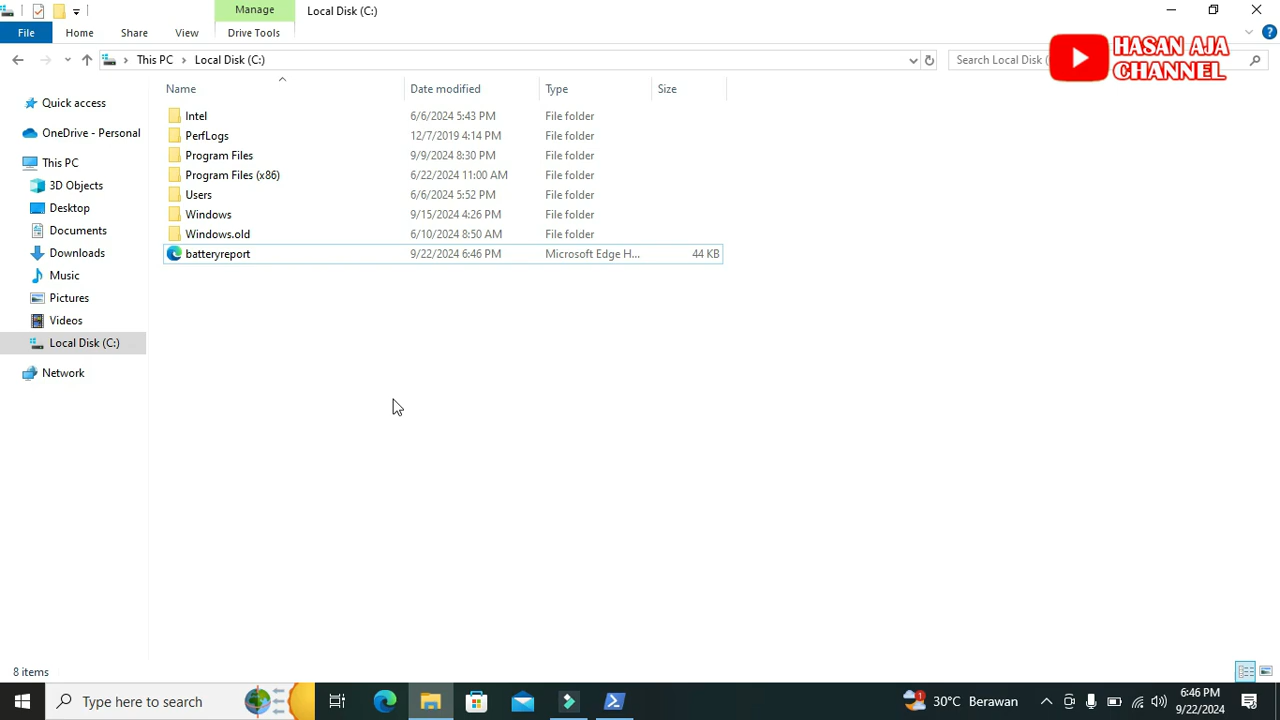 Manage
Local Disk (C:)
File
Home
Share
View
Drive Tools
This PC
Local Disk (C:)
Search Local Disk (
HASAN AJA
CHANNEL
Name
Date modified
Type
Size
Quick access
OneDrive - Personal
This PC
3D Objects
Desktop
Documents
Downloads
Music
Pictures
Videos
Local Disk (C:)
Network
Intel 6/6/2024 5:43 PM File folder
PerfLogs 12/7/2019 4:14 PM File folder
Program Files 9/9/2024 8:30 PM File folder
Program Files (x86) 6/22/2024 11:00 AM File folder
Users 6/6/2024 5:52 PM File folder
Windows 9/15/2024 4:26 PM File folder
Windows.old 6/10/2024 8:50 AM File folder
batteryreport 9/22/2024 6:46 PM Microsoft Edge H... 44 KB
8 items
Type here to search
1
30°C Berawan
6:46 PM
9/22/2024